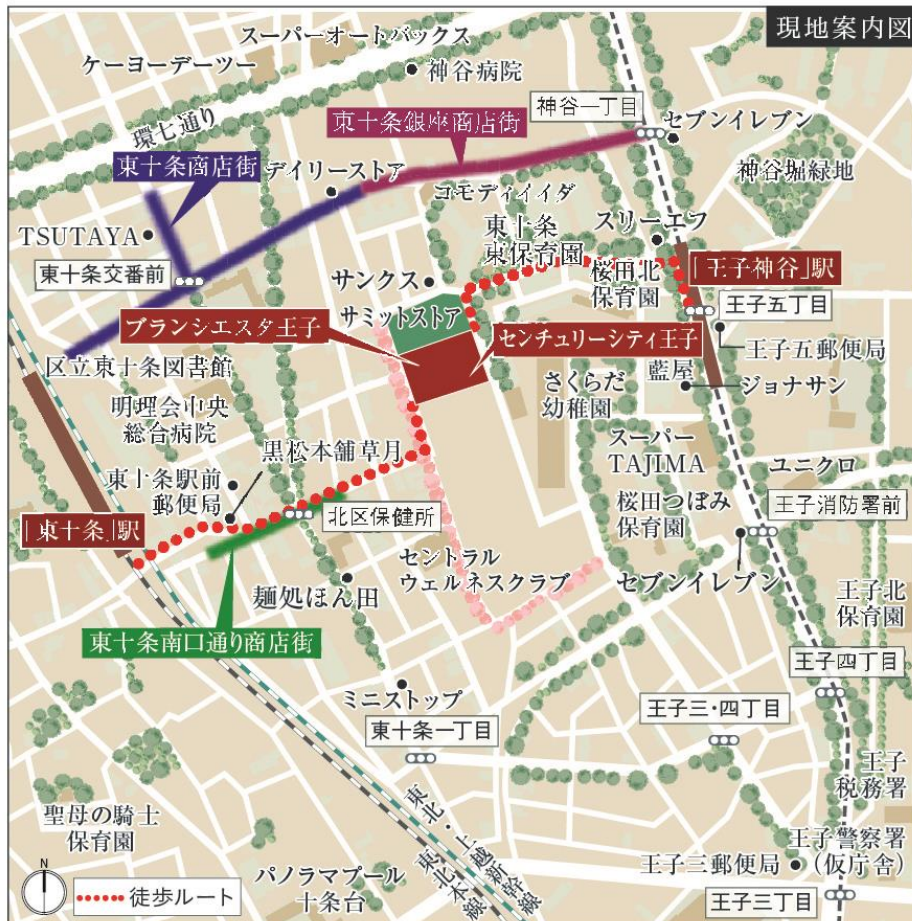 現地案内図
スーパーオートバックス
ケーヨーデーツー
神谷病院
環七通り
東十条銀座商店街
神谷一丁目
セブンイレブン
東十条商店街
デイリーストア
コモディイイダ
神谷堀緑地
TSUTAYA
東十条
東保育園
スリーエフ
東十条交番前
サンクス
桜田北
保育園
「王子神谷」駅
サミットストア
王子五丁目
ブランシエスタ王子
センチュリーシティ王子
王子五郵便局
区立東十条図書館
藍屋
ジョナサン
さくらだ
幼稚園
明理会中央
総合病院
黒松本舗草月
スーパー
TAJIMA
東十条駅前
郵便局
ユニクロ
北区保健所
桜田つぼみ
保育園
王子消防署前
「東十条」駅
セントラル
ウェルネスクラブ
セブンイレブン
麺処ほん田
王子北
保育園
東十条南口通り商店街
王子四丁目
ミニストップ
王子三・四丁目
東十条一丁目
王子
税務署
聖母の騎士
保育園
東北・上越新幹線
東北本線
王子警察署
(仮庁舎)
王子三郵便局
パノラマプール
十条台
王子三丁目
N
徒歩ルート